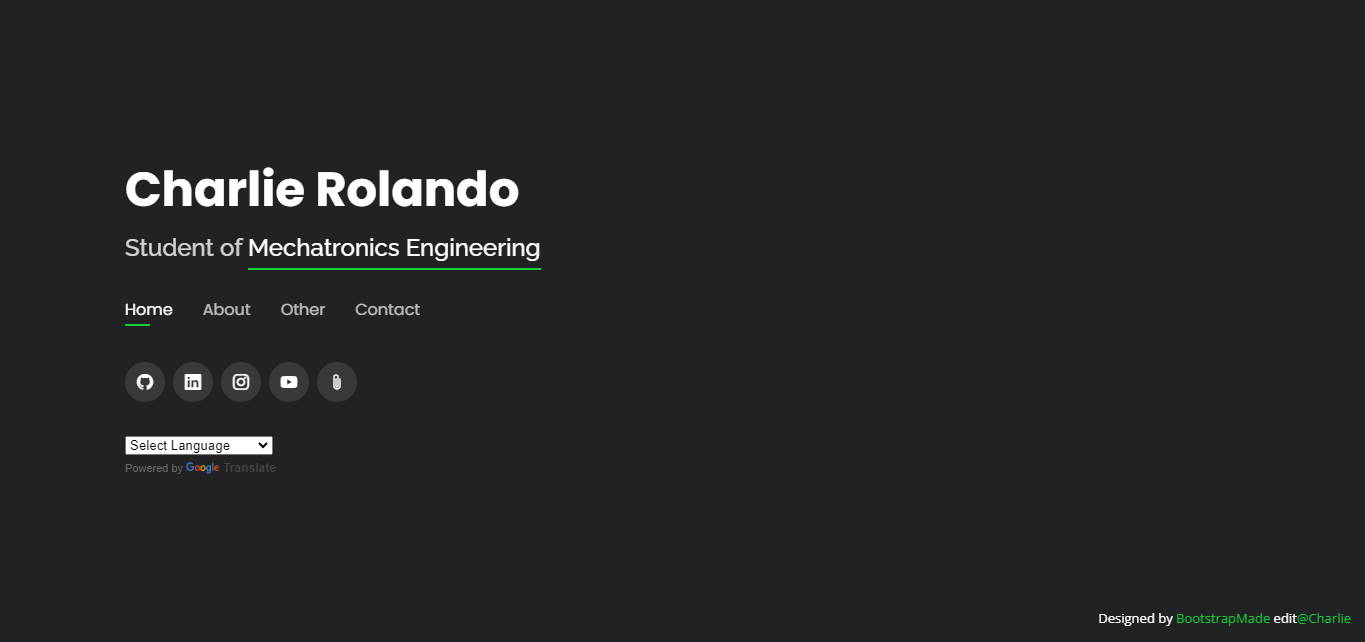 Charlie Rolando
Student of Mechatronics Engineering
Home About Other Contact
Select Language
Powered by Google Translate
Designed by BootstrapMade edit@Charlie